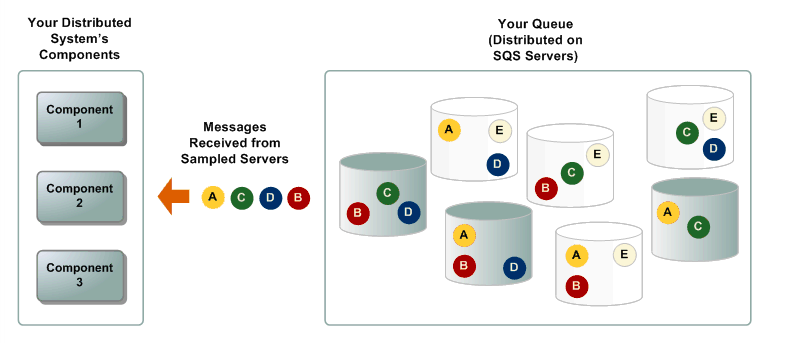 Your Distributed
System's
Components
Component
1
Component
2
Component
3
Messages
Received from
Sampled Servers
A C D B
Your Queue
(Distributed on
SQS Servers)
C
B D
A E
D
A
B D
E
C
B
A E
B
E
C
D
A
C